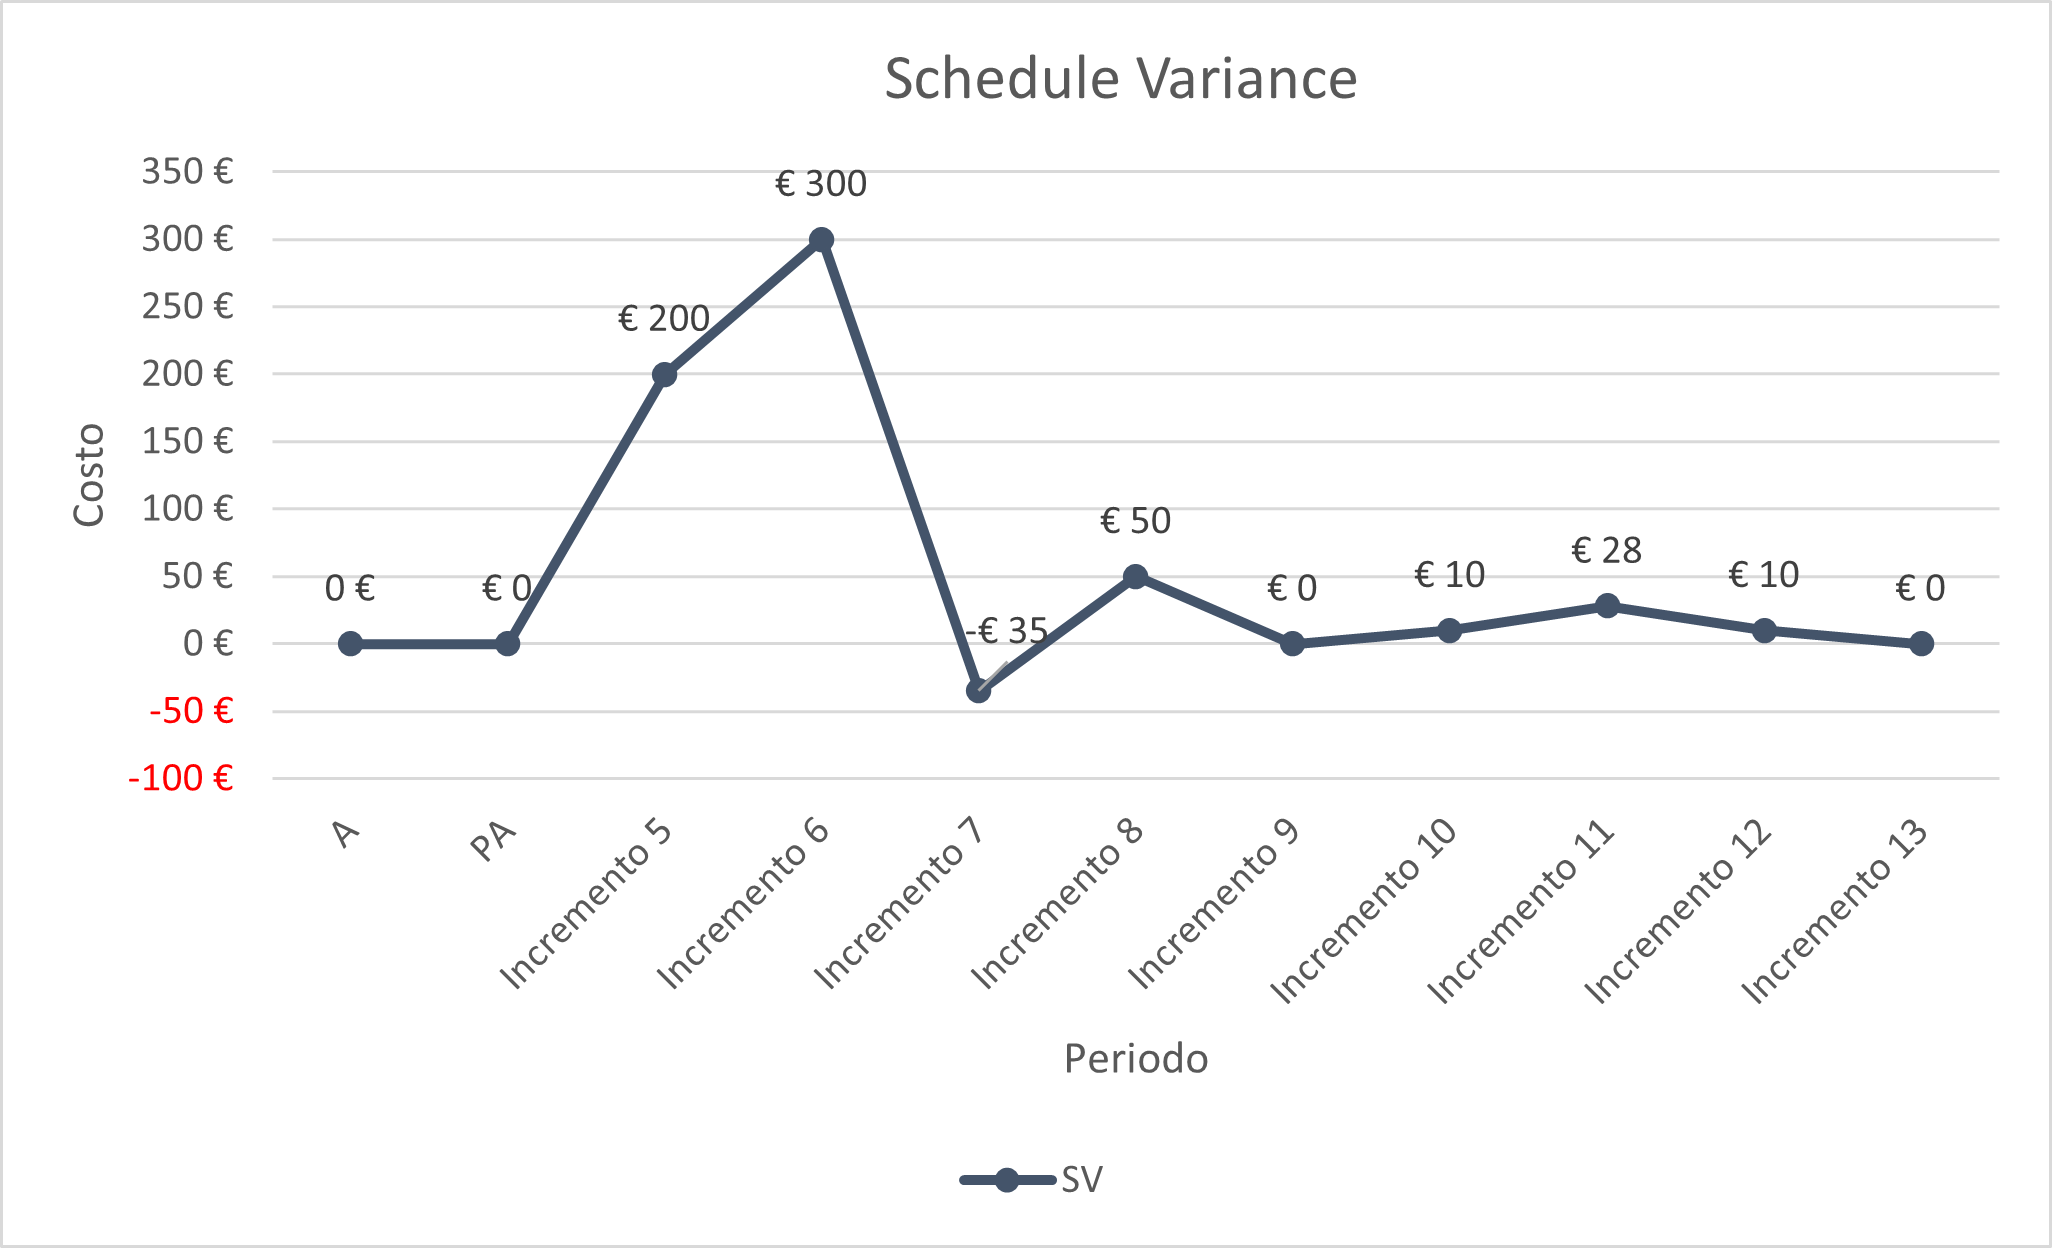 Schedule Variance
350 €
300 €
250 €
200 €
150 €
100 €
50 €
0 €
-50 €
-100 €
Costo
0 €
€ 0
€ 200
€ 300
-€ 35
€ 50
€ 0
€ 10
€ 28
€ 10
€ 0
A
PA
Incremento 5
Incremento 6
Incremento 7
Incremento 8
Incremento 9
Incremento 10
Incremento 11
Incremento 12
Incremento 13
Periodo
SV